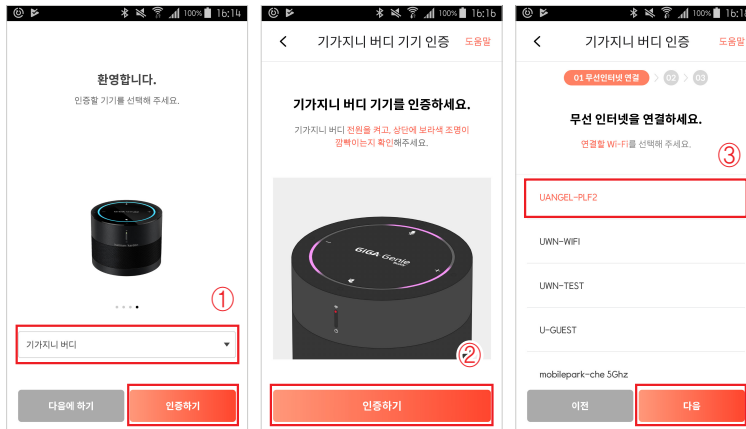 100% 16:14
환영합니다.
인증할 기기를 선택해 주세요.
①
기가지니 버디
다음에 하기
인증하기
100% 16:16
기가지니 버디 기기 인증
도움말
기가지니 버디 기기를 인증하세요.
기가지니 버디 전원을 켜고, 상단에 보라색 조명이
깜빡이는지 확인해주세요.
GIGA Genie
②
인증하기
100% 16:18
기가지니 버디 인증
도움말
01 무선인터넷 연결 > 02 > 03
무선 인터넷을 연결하세요.
연결할 Wi-Fi를 선택해 주세요.
③
UANGEL-PLF2
UWN-WIFI
UWN-TEST
U-GUEST
mobilepark-che 5Ghz
이전
다음